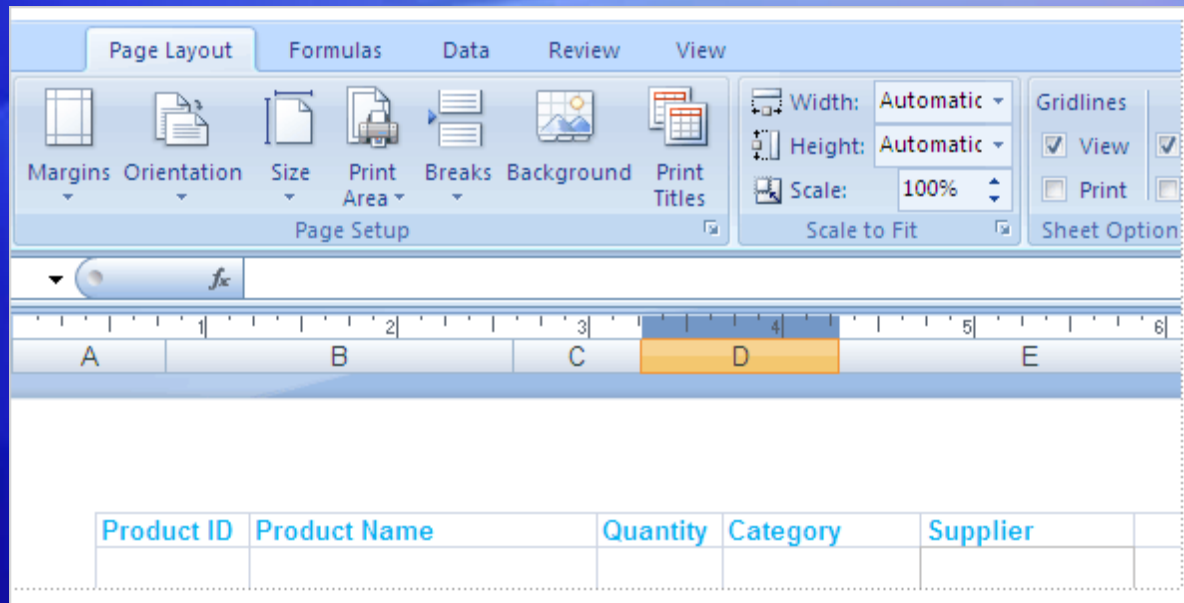 Page Layout Formulas Data Review View
Margins Orientation Size Print Area Breaks Background Print Titles
Width: Automatic
Height: Automatic
Scale: 100%
Gridlines
View
Print
Page Setup Scale to Fit Sheet Option
fx
1 2 3 4 5 6
A B C D E
Product ID Product Name Quantity Category Supplier